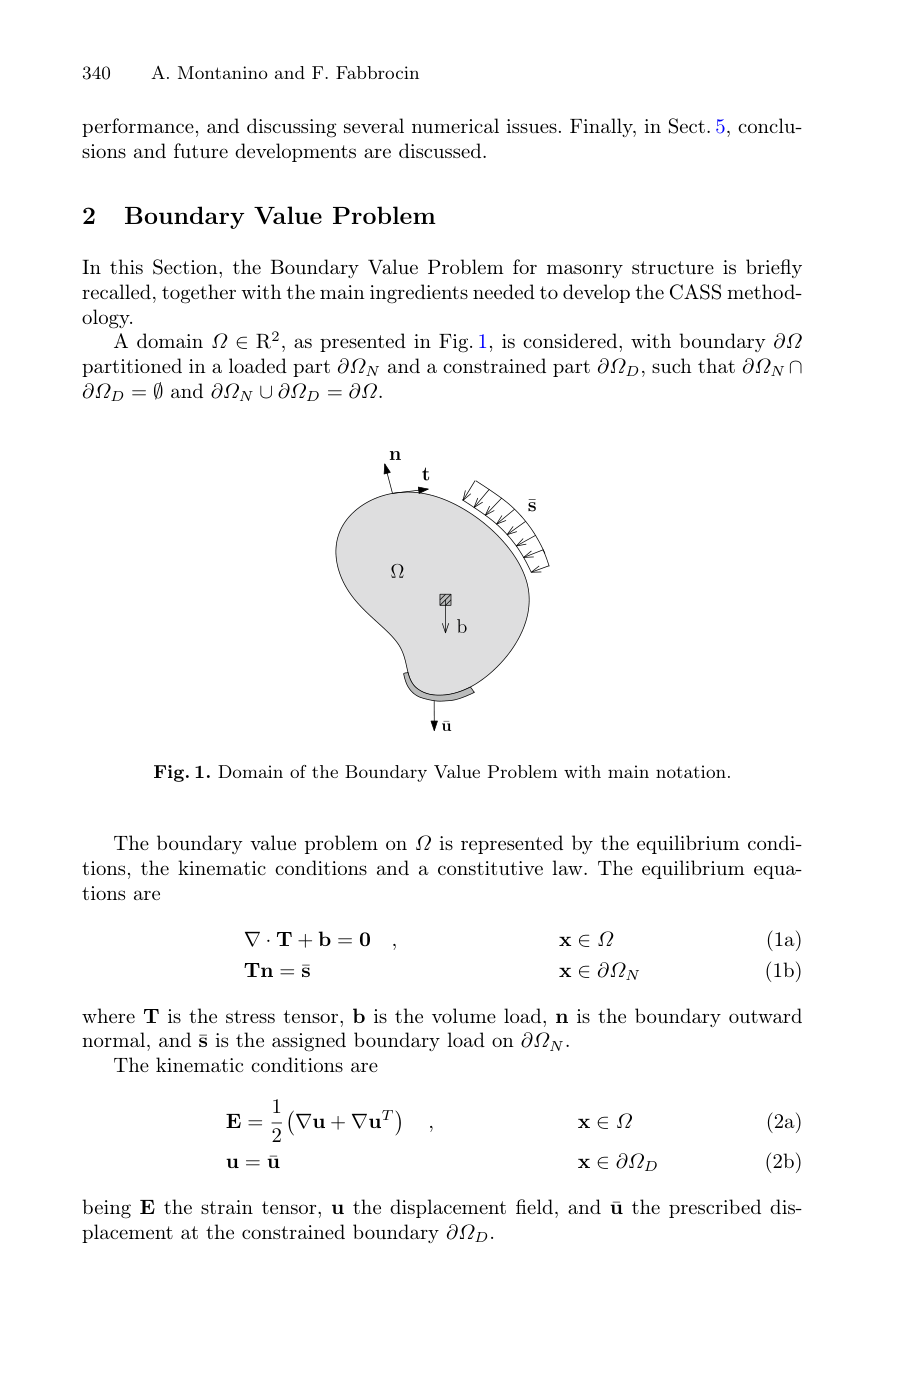 340 A. Montanino and F. Fabbrocin
performance, and discussing several numerical issues. Finally, in Sect. 5, conclu-
sions and future developments are discussed.
2 Boundary Value Problem
In this Section, the Boundary Value Problem for masonry structure is briefly
recalled, together with the main ingredients needed to develop the CASS method-
ology.
A domain Ω ∈ R², as presented in Fig. 1, is considered, with boundary ∂Ω
partitioned in a loaded part ∂Ω_N and a constrained part ∂Ω_D, such that ∂Ω_N ∩
∂Ω_D = ∅ and ∂Ω_N ∪ ∂Ω_D = ∂Ω.
n
t
s̄
Ω
b
ū
Fig. 1. Domain of the Boundary Value Problem with main notation.
The boundary value problem on Ω is represented by the equilibrium condi-
tions, the kinematic conditions and a constitutive law. The equilibrium equa-
tions are
∇ · T + b = 0 , x ∈ Ω (1a)
Tn = s̄ x ∈ ∂Ω_N (1b)
where T is the stress tensor, b is the volume load, n is the boundary outward
normal, and s̄ is the assigned boundary load on ∂Ω_N.
The kinematic conditions are
E = 1/2 (∇u + ∇u^T) , x ∈ Ω (2a)
u = ū x ∈ ∂Ω_D (2b)
being E the strain tensor, u the displacement field, and ū the prescribed dis-
placement at the constrained boundary ∂Ω_D.